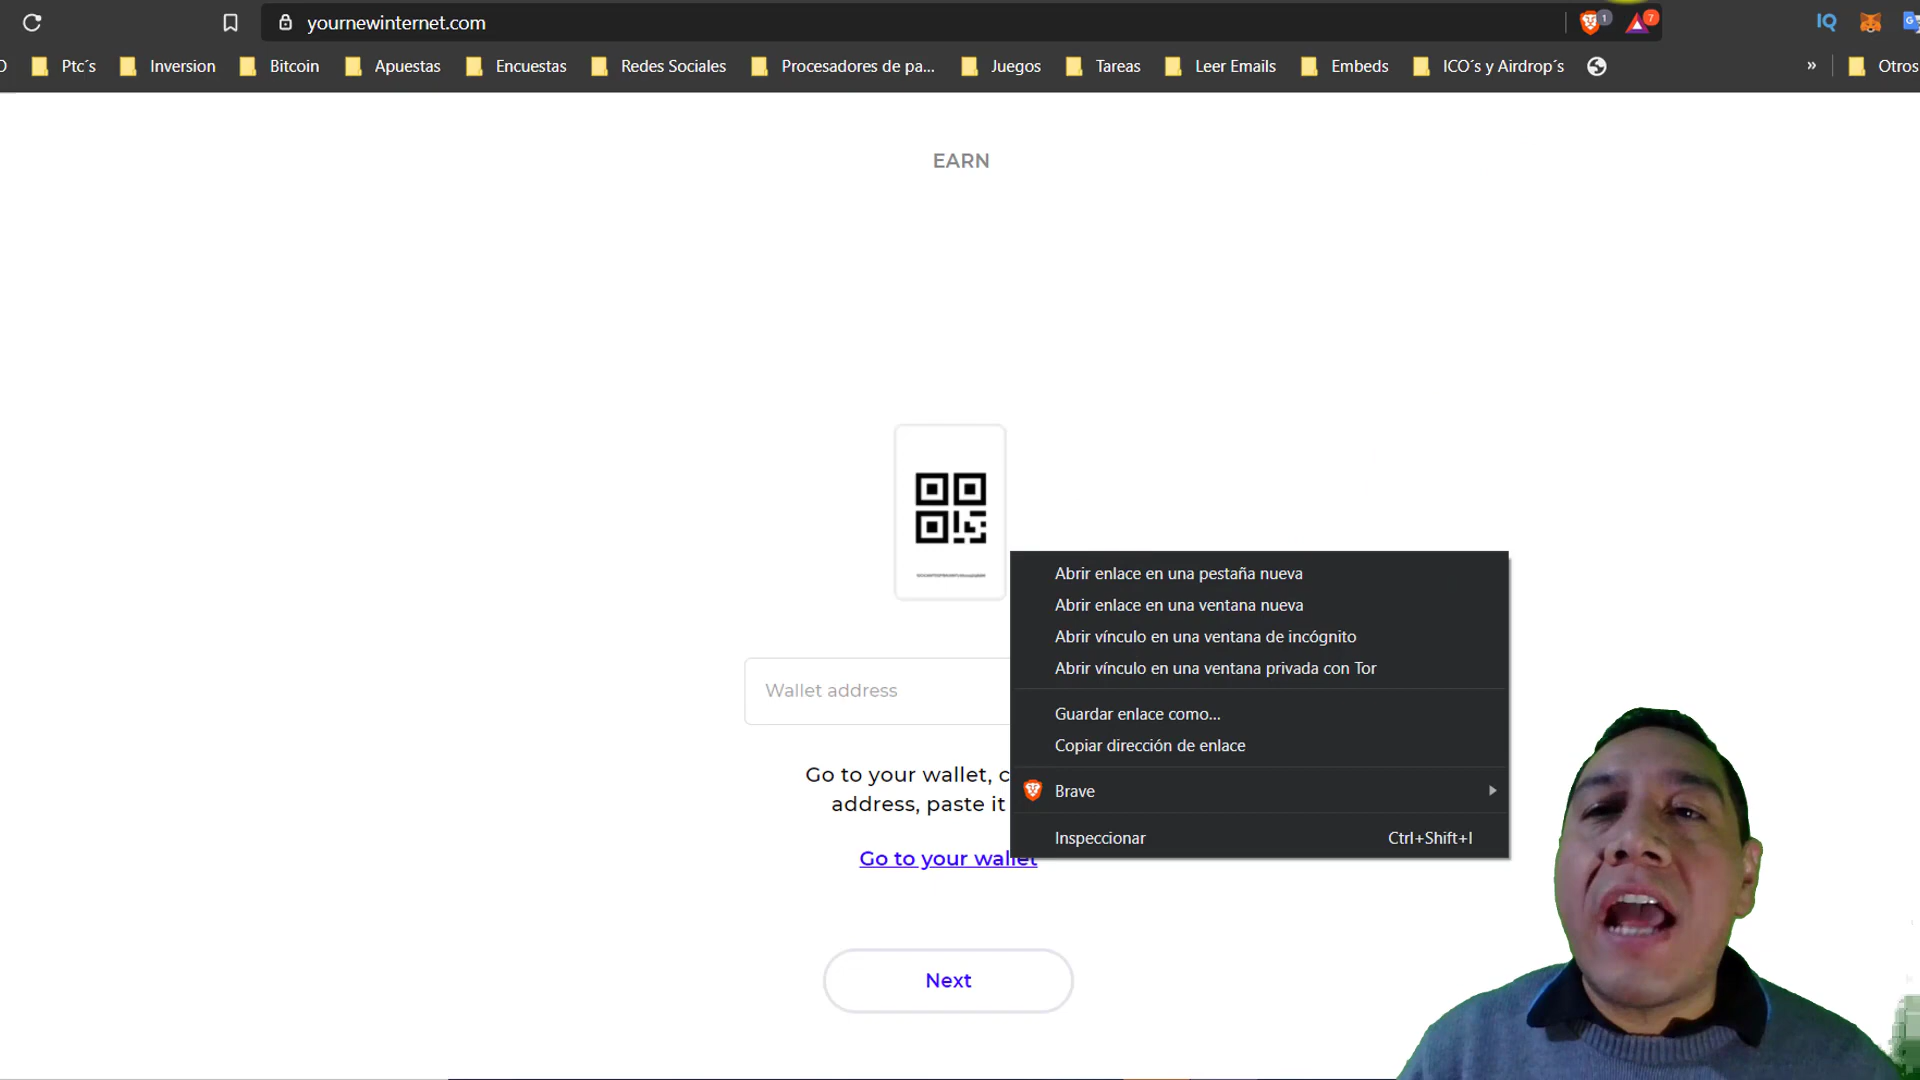 yournewinternet.com
1
7
IQ
Ptc´s
Inversion
Bitcoin
Apuestas
Encuestas
Redes Sociales
Procesadores de pa...
Juegos
Tareas
Leer Emails
Embeds
ICO´s y Airdrop´s
»
Otros
EARN
Abrir enlace en una pestaña nueva
Abrir enlace en una ventana nueva
Abrir vínculo en una ventana de incógnito
Abrir vínculo en una ventana privada con Tor
Guardar enlace como...
Copiar dirección de enlace
Brave
Inspeccionar Ctrl+Shift+I
Wallet address
Go to your wallet,
address, paste it
Go to your wallet
Next